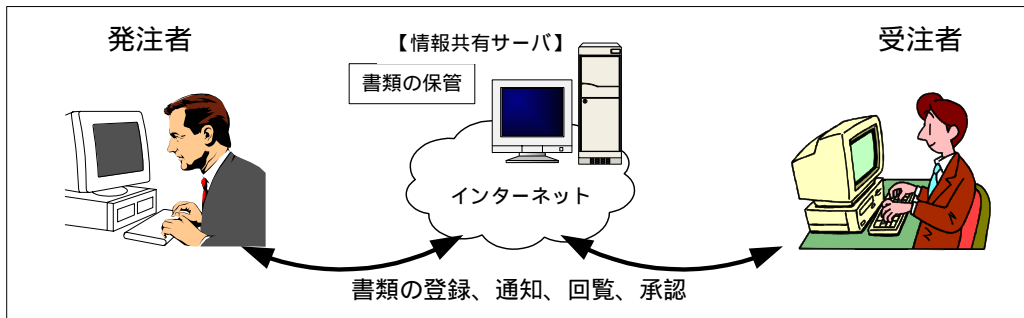 発注者
【情報共有サーバ】
受注者
書類の保管
インターネット
書類の登録、通知、回覧、承認